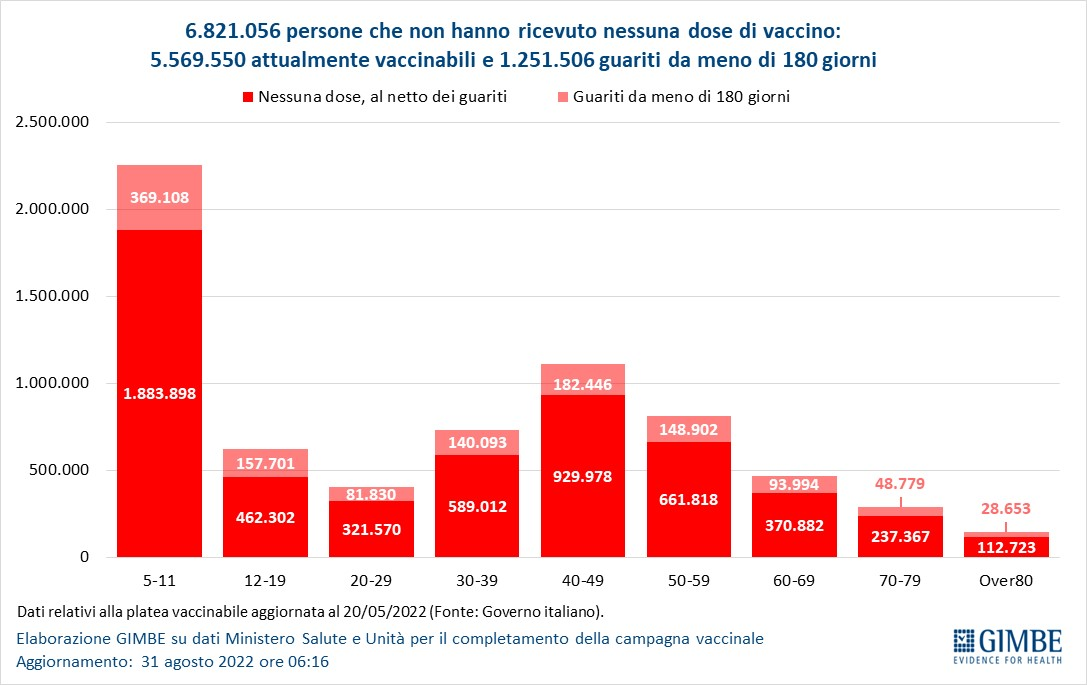 6.821.056 persone che non hanno ricevuto nessuna dose di vaccino:
5.569.550 attualmente vaccinabili e 1.251.506 guariti da meno di 180 giorni
Nessuna dose, al netto dei guariti Guariti da meno di 180 giorni
2.500.000
2.000.000
1.500.000
1.000.000
500.000
0
369.108
1.883.898
157.701
462.302
81.830
321.570
140.093
589.012
182.446
929.978
148.902
661.818
93.994
370.882
48.779
237.367
28.653
112.723
5-11 12-19 20-29 30-39 40-49 50-59 60-69 70-79 Over80
Dati relativi alla platea vaccinabile aggiornata al 20/05/2022 (Fonte: Governo italiano).
Elaborazione GIMBE su dati Ministero Salute e Unità per il completamento della campagna vaccinale
Aggiornamento: 31 agosto 2022 ore 06:16
GIMBE
EVIDENCE FOR HEALTH